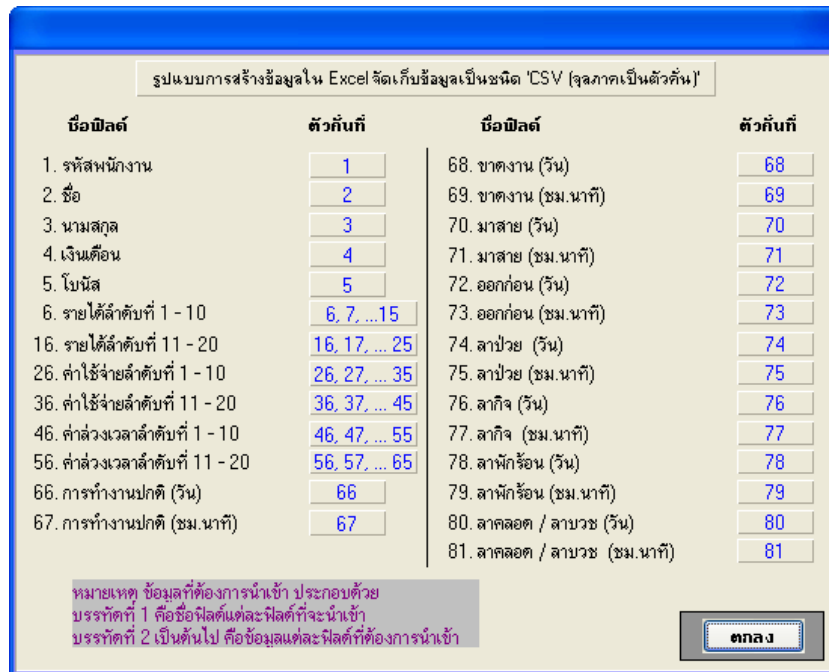 รูปแบบการสร้างข้อมูลใน Excel จัดเก็บข้อมูลเป็นชนิด 'CSV (จุลภาคเป็นตัวคั่น)'
ชื่อฟิลด์ ตัวคั่นที่
1. รหัสพนักงาน 1
2. ชื่อ 2
3. นามสกุล 3
4. เงินเดือน 4
5. โบนัส 5
6. รายได้ลำดับที่ 1 - 10 6, 7, ...15
16. รายได้ลำดับที่ 11 - 20 16, 17, ... 25
26. ค่าใช้จ่ายลำดับที่ 1 - 10 26, 27, ... 35
36. ค่าใช้จ่ายลำดับที่ 11 - 20 36, 37, ... 45
46. ค่าล่วงเวลาลำดับที่ 1 - 10 46, 47, ... 55
56. ค่าล่วงเวลาลำดับที่ 11 - 20 56, 57, ... 65
66. การทำงานปกติ (วัน) 66
67. การทำงานปกติ (ชม.นาที) 67
ชื่อฟิลด์ ตัวคั่นที่
68. ขาดงาน (วัน) 68
69. ขาดงาน (ชม.นาที) 69
70. มาสาย (วัน) 70
71. มาสาย (ชม.นาที) 71
72. ออกก่อน (วัน) 72
73. ออกก่อน (ชม.นาที) 73
74. ลาป่วย (วัน) 74
75. ลาป่วย (ชม.นาที) 75
76. ลากิจ (วัน) 76
77. ลากิจ (ชม.นาที) 77
78. ลาพักร้อน (วัน) 78
79. ลาพักร้อน (ชม.นาที) 79
80. ลาคลอด / ลาบวช (วัน) 80
81. ลาคลอด / ลาบวช (ชม.นาที) 81
หมายเหตุ ข้อมูลที่ต้องการนำเข้า ประกอบด้วย
บรรทัดที่ 1 คือชื่อฟิลด์แต่ละฟิลด์ที่จะนำเข้า
บรรทัดที่ 2 เป็นต้นไป คือข้อมูลแต่ละฟิลด์ที่ต้องการนำเข้า
ตกลง